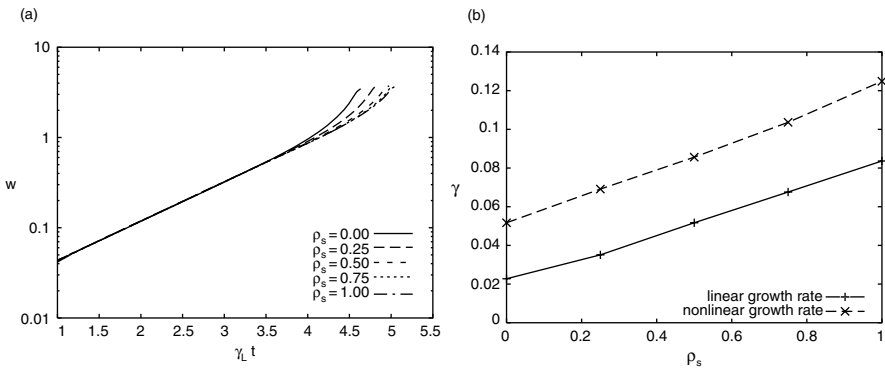 (a)
10
1
0.1
0.01
w
1 1.5 2 2.5 3 3.5 4 4.5 5 5.5
γL t
ρs = 0.00
ρs = 0.25
ρs = 0.50
ρs = 0.75
ρs = 1.00
(b)
0.14
0.12
0.1
0.08
0.06
0.04
0.02
0
γ
0 0.2 0.4 0.6 0.8 1
ρs
linear growth rate
nonlinear growth rate